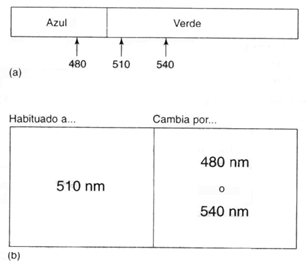 Azul Verde
480 510 540
(a)
Habituado a... Cambia por...
480 nm
510 nm o
540 nm
(b)